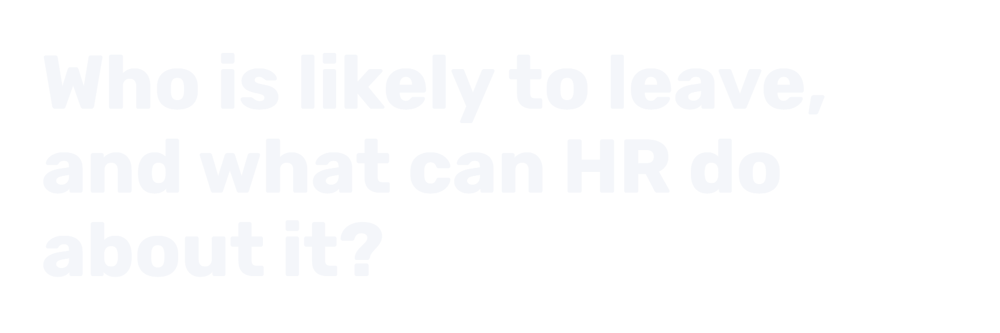 Who is likely to leave,
and what can HR do
about it?